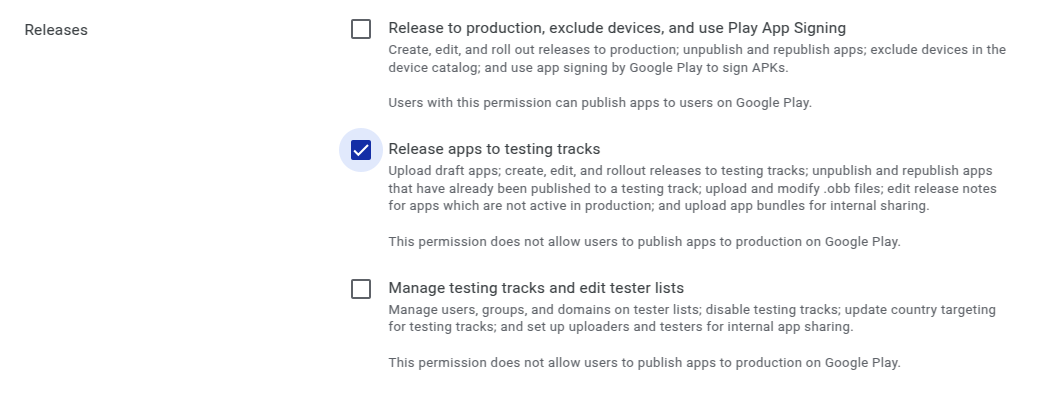 Releases
Release to production, exclude devices, and use Play App Signing
Create, edit, and roll out releases to production; unpublish and republish apps; exclude devices in the
device catalog; and use app signing by Google Play to sign APKs.
Users with this permission can publish apps to users on Google Play.
Release apps to testing tracks
Upload draft apps; create, edit, and rollout releases to testing tracks; unpublish and republish apps
that have already been published to a testing track; upload and modify .obb files; edit release notes
for apps which are not active in production; and upload app bundles for internal sharing.
This permission does not allow users to publish apps to production on Google Play.
Manage testing tracks and edit tester lists
Manage users, groups, and domains on tester lists; disable testing tracks; update country targeting
for testing tracks; and set up uploaders and testers for internal app sharing.
This permission does not allow users to publish apps to production on Google Play.